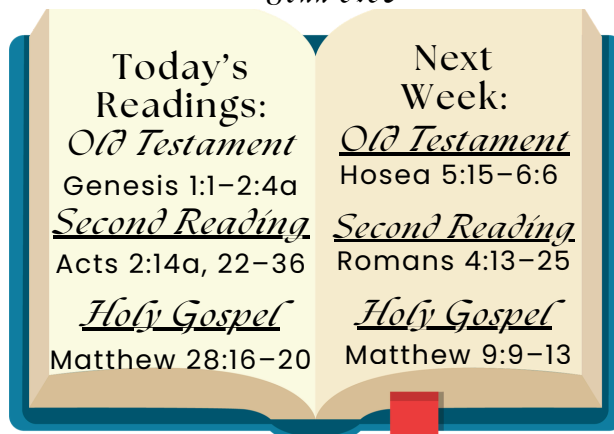 Today's
Readings:
Old Testament
Genesis 1:1–2:4a
Second Reading
Acts 2:14a, 22–36
Holy Gospel
Matthew 28:16–20
Next
Week:
Old Testament
Hosea 5:15–6:6
Second Reading
Romans 4:13–25
Holy Gospel
Matthew 9:9–13